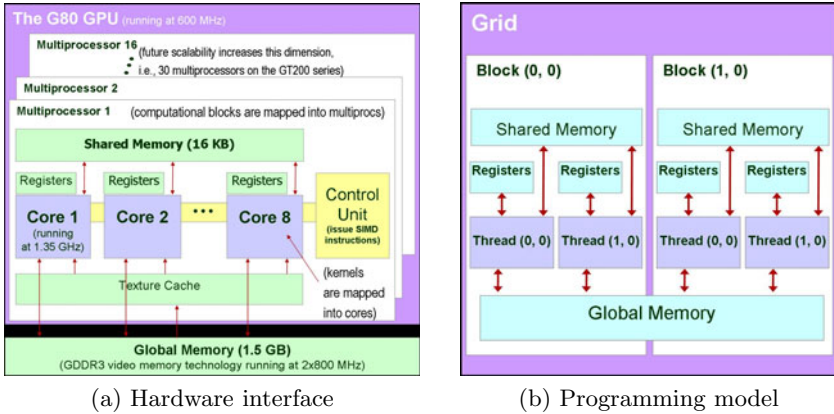 The G80 GPU (running at 600 MHz)
Multiprocessor 16
(future scalability increases this dimension,
i.e., 30 multiprocessors on the GT200 series)
Multiprocessor 2
Multiprocessor 1 (computational blocks are mapped into multiprocs)
Shared Memory (16 KB)
Registers Registers Registers
Core 1
(running
at 1.35 GHz)
Core 2
•••
Core 8
Control
Unit
(issue SIMD
instructions)
Texture Cache
(kernels
are mapped
into cores)
Global Memory (1.5 GB)
(GDDR3 video memory technology running at 2x800 MHz)
(a) Hardware interface
Grid
Block (0, 0) Block (1, 0)
Shared Memory Shared Memory
Registers Registers Registers Registers
Thread (0, 0) Thread (1, 0) Thread (0, 0) Thread (1, 0)
Global Memory
(b) Programming model